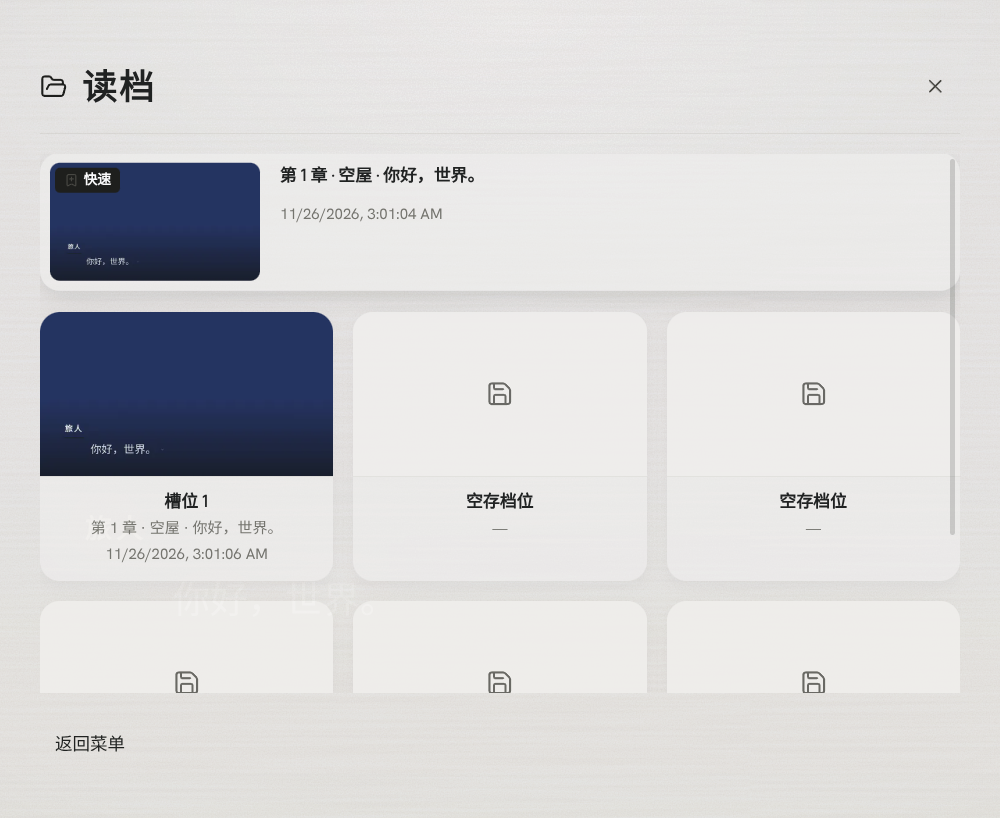 读档
快速
旅人
你好，世界。
第 1 章 · 空屋 · 你好，世界。
11/26/2026, 3:01:04 AM
旅人
你好，世界。
槽位 1
第 1 章 · 空屋 · 你好，世界。
11/26/2026, 3:01:06 AM
空存档位
—
空存档位
—
你好，世界。
返回菜单